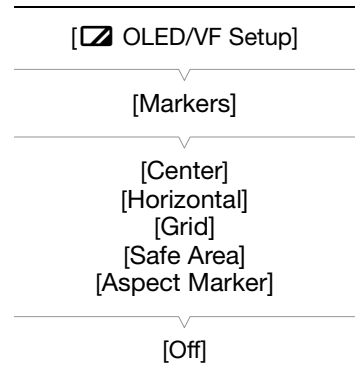 [ OLED/VF Setup]
[Markers]
[Center]
[Horizontal]
[Grid]
[Safe Area]
[Aspect Marker]
[Off]